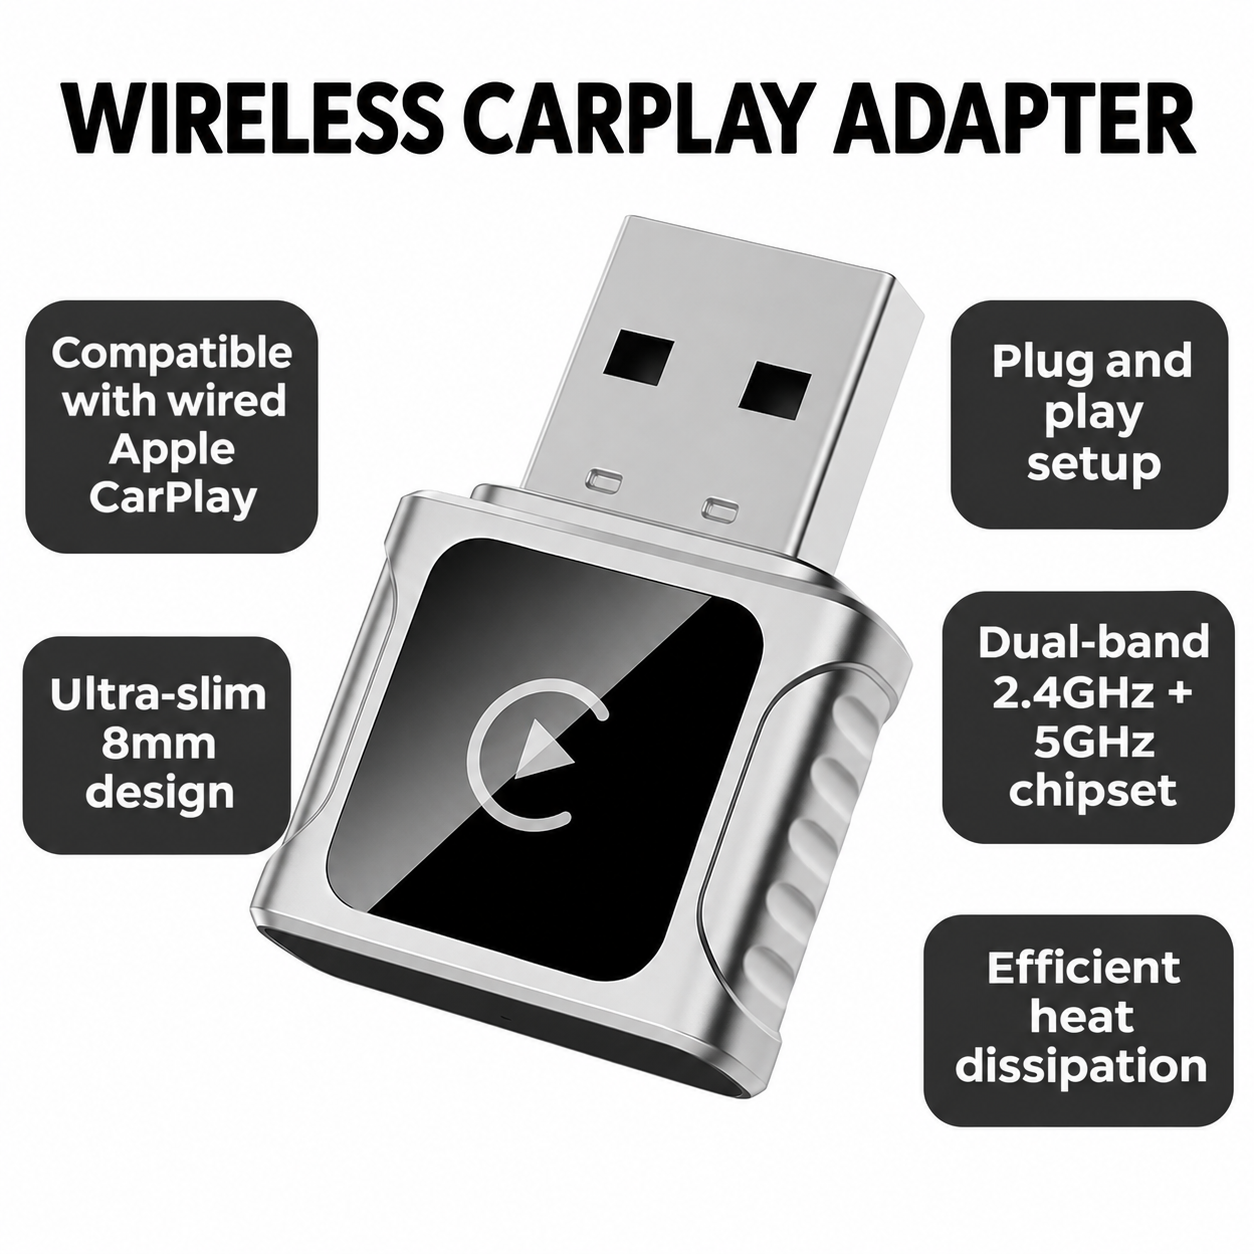 WIRELESS CARPLAY ADAPTER
Compatible
with wired
Apple
CarPlay
Ultra-slim
8mm
design
Plug and
play
setup
Dual-band
2.4GHz +
5GHz
chipset
Efficient
heat
dissipation